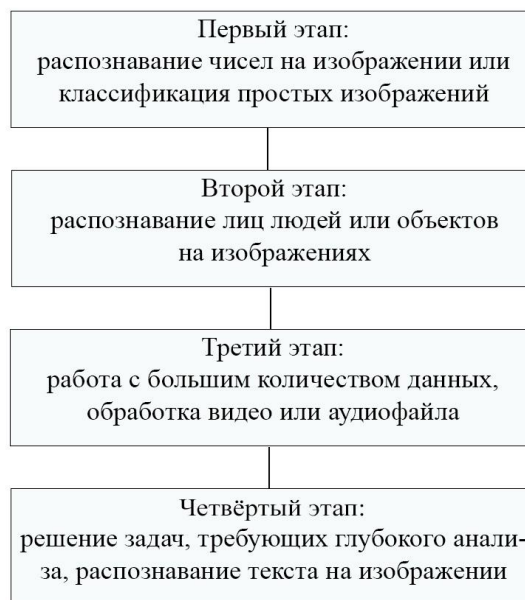 Первый этап:
распознавание чисел на изображении или
классификация простых изображений
Второй этап:
распознавание лиц людей или объектов
на изображениях
Третий этап:
работа с большим количеством данных,
обработка видео или аудиофайла
Четвёртый этап:
решение задач, требующих глубокого анали-
за, распознавание текста на изображении